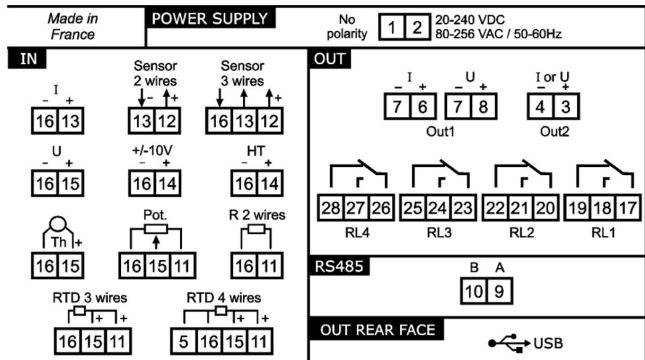 Made in
France
POWER SUPPLY
No
polarity
1 2
20-240 VDC
80-256 VAC / 50-60Hz
IN
I
- +
16 13
Sensor
2 wires
- +
13 12
Sensor
3 wires
+
16 13 12
U
- +
16 15
+/-10V
- +
16 14
HT
- +
16 14
Th +
16 15
Pot.
16 15 11
R 2 wires
16 11
RTD 3 wires
+ +
16 15 11
RTD 4 wires
+ +
5 16 15 11
OUT
I
- +
7 6
U
- +
7 8
Out1
I or U
- +
4 3
Out2
28 27 26
RL4
25 24 23
RL3
22 21 20
RL2
19 18 17
RL1
RS485
B A
10 9
OUT REAR FACE
USB